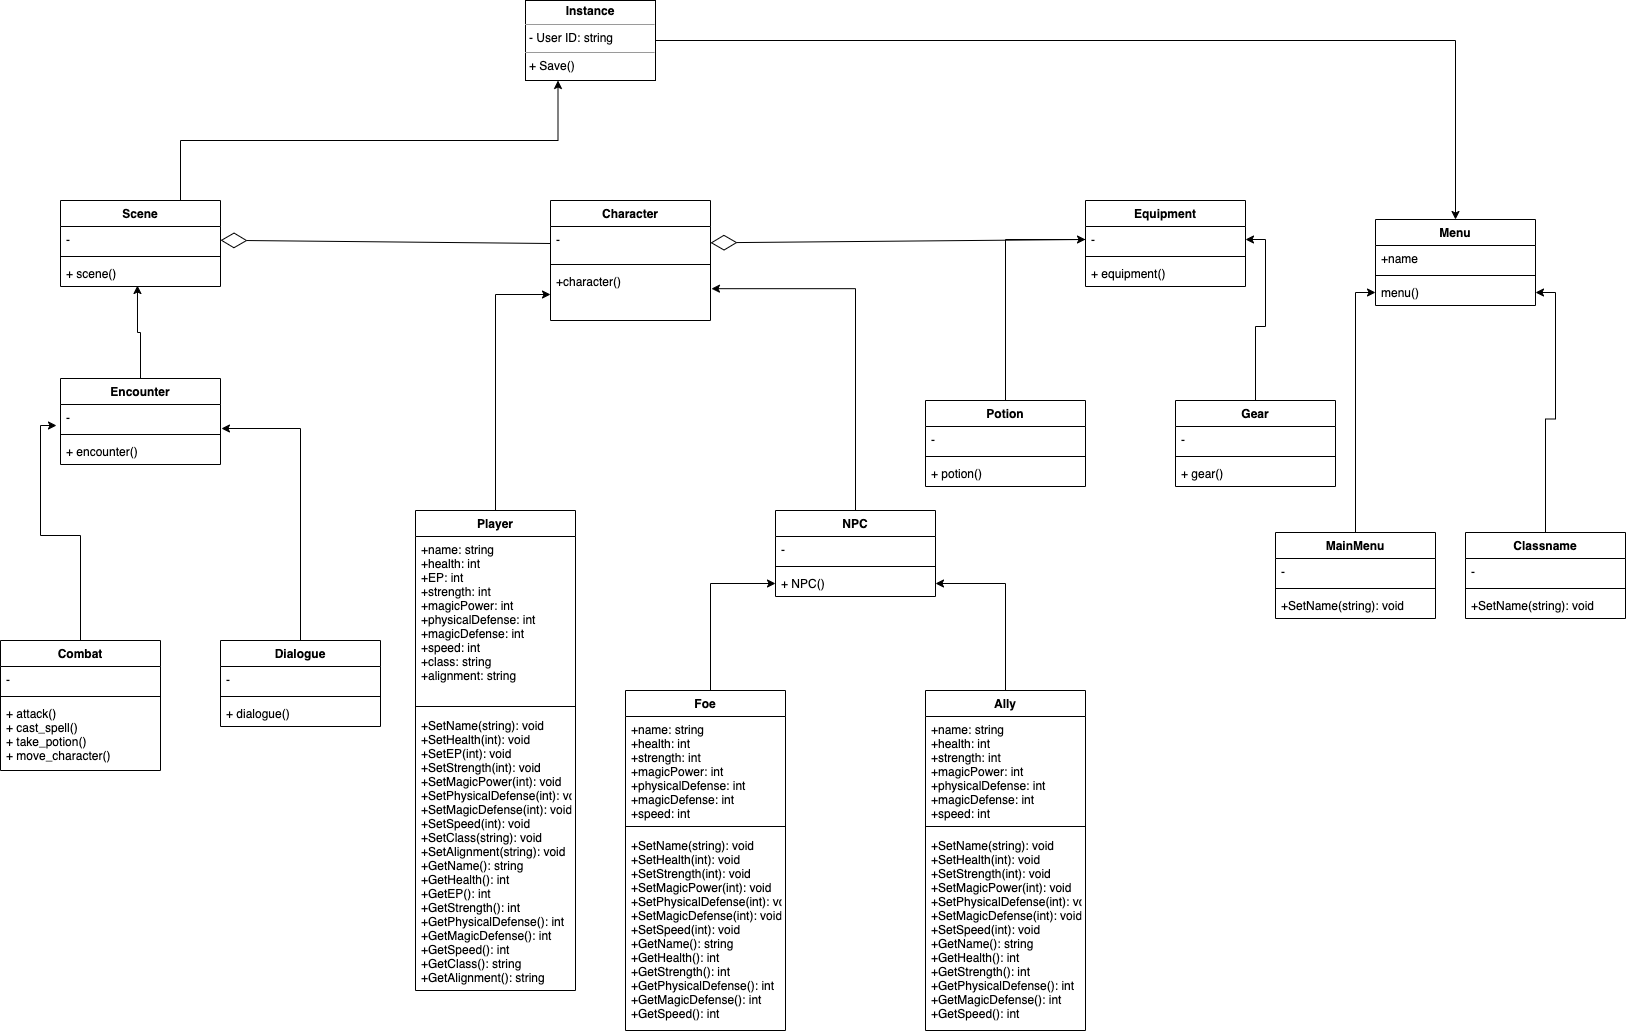 Instance
- User ID: string
+ Save()
Scene
-
+ scene()
Character
-
+character()
Equipment
-
+ equipment()
Menu
+name
menu()
Encounter
-
+ encounter()
Potion
-
+ potion()
Gear
-
+ gear()
Player
+name: string
+health: int
+EP: int
+strength: int
+magicPower: int
+physicalDefense: int
+magicDefense: int
+speed: int
+class: string
+alignment: string
+SetName(string): void
+SetHealth(int): void
+SetEP(int): void
+SetStrength(int): void
+SetMagicPower(int): void
+SetPhysicalDefense(int): vc
+SetMagicDefense(int): void
+SetSpeed(int): void
+SetClass(string): void
+SetAlignment(string): void
+GetName(): string
+GetHealth(): int
+GetEP(): int
+GetStrength(): int
+GetPhysicalDefense(): int
+GetMagicDefense(): int
+GetSpeed(): int
+GetClass(): string
+GetAlignment(): string
NPC
-
+ NPC()
MainMenu
-
+SetName(string): void
Classname
-
+SetName(string): void
Combat
-
+ attack()
+ cast_spell()
+ take_potion()
+ move_character()
Dialogue
-
+ dialogue()
Foe
+name: string
+health: int
+strength: int
+magicPower: int
+physicalDefense: int
+magicDefense: int
+speed: int
+SetName(string): void
+SetHealth(int): void
+SetStrength(int): void
+SetMagicPower(int): void
+SetPhysicalDefense(int): vc
+SetMagicDefense(int): void
+SetSpeed(int): void
+GetName(): string
+GetHealth(): int
+GetStrength(): int
+GetPhysicalDefense(): int
+GetMagicDefense(): int
+GetSpeed(): int
Ally
+name: string
+health: int
+strength: int
+magicPower: int
+physicalDefense: int
+magicDefense: int
+speed: int
+SetName(string): void
+SetHealth(int): void
+SetStrength(int): void
+SetMagicPower(int): void
+SetPhysicalDefense(int): vc
+SetMagicDefense(int): void
+SetSpeed(int): void
+GetName(): string
+GetHealth(): int
+GetStrength(): int
+GetPhysicalDefense(): int
+GetMagicDefense(): int
+GetSpeed(): int